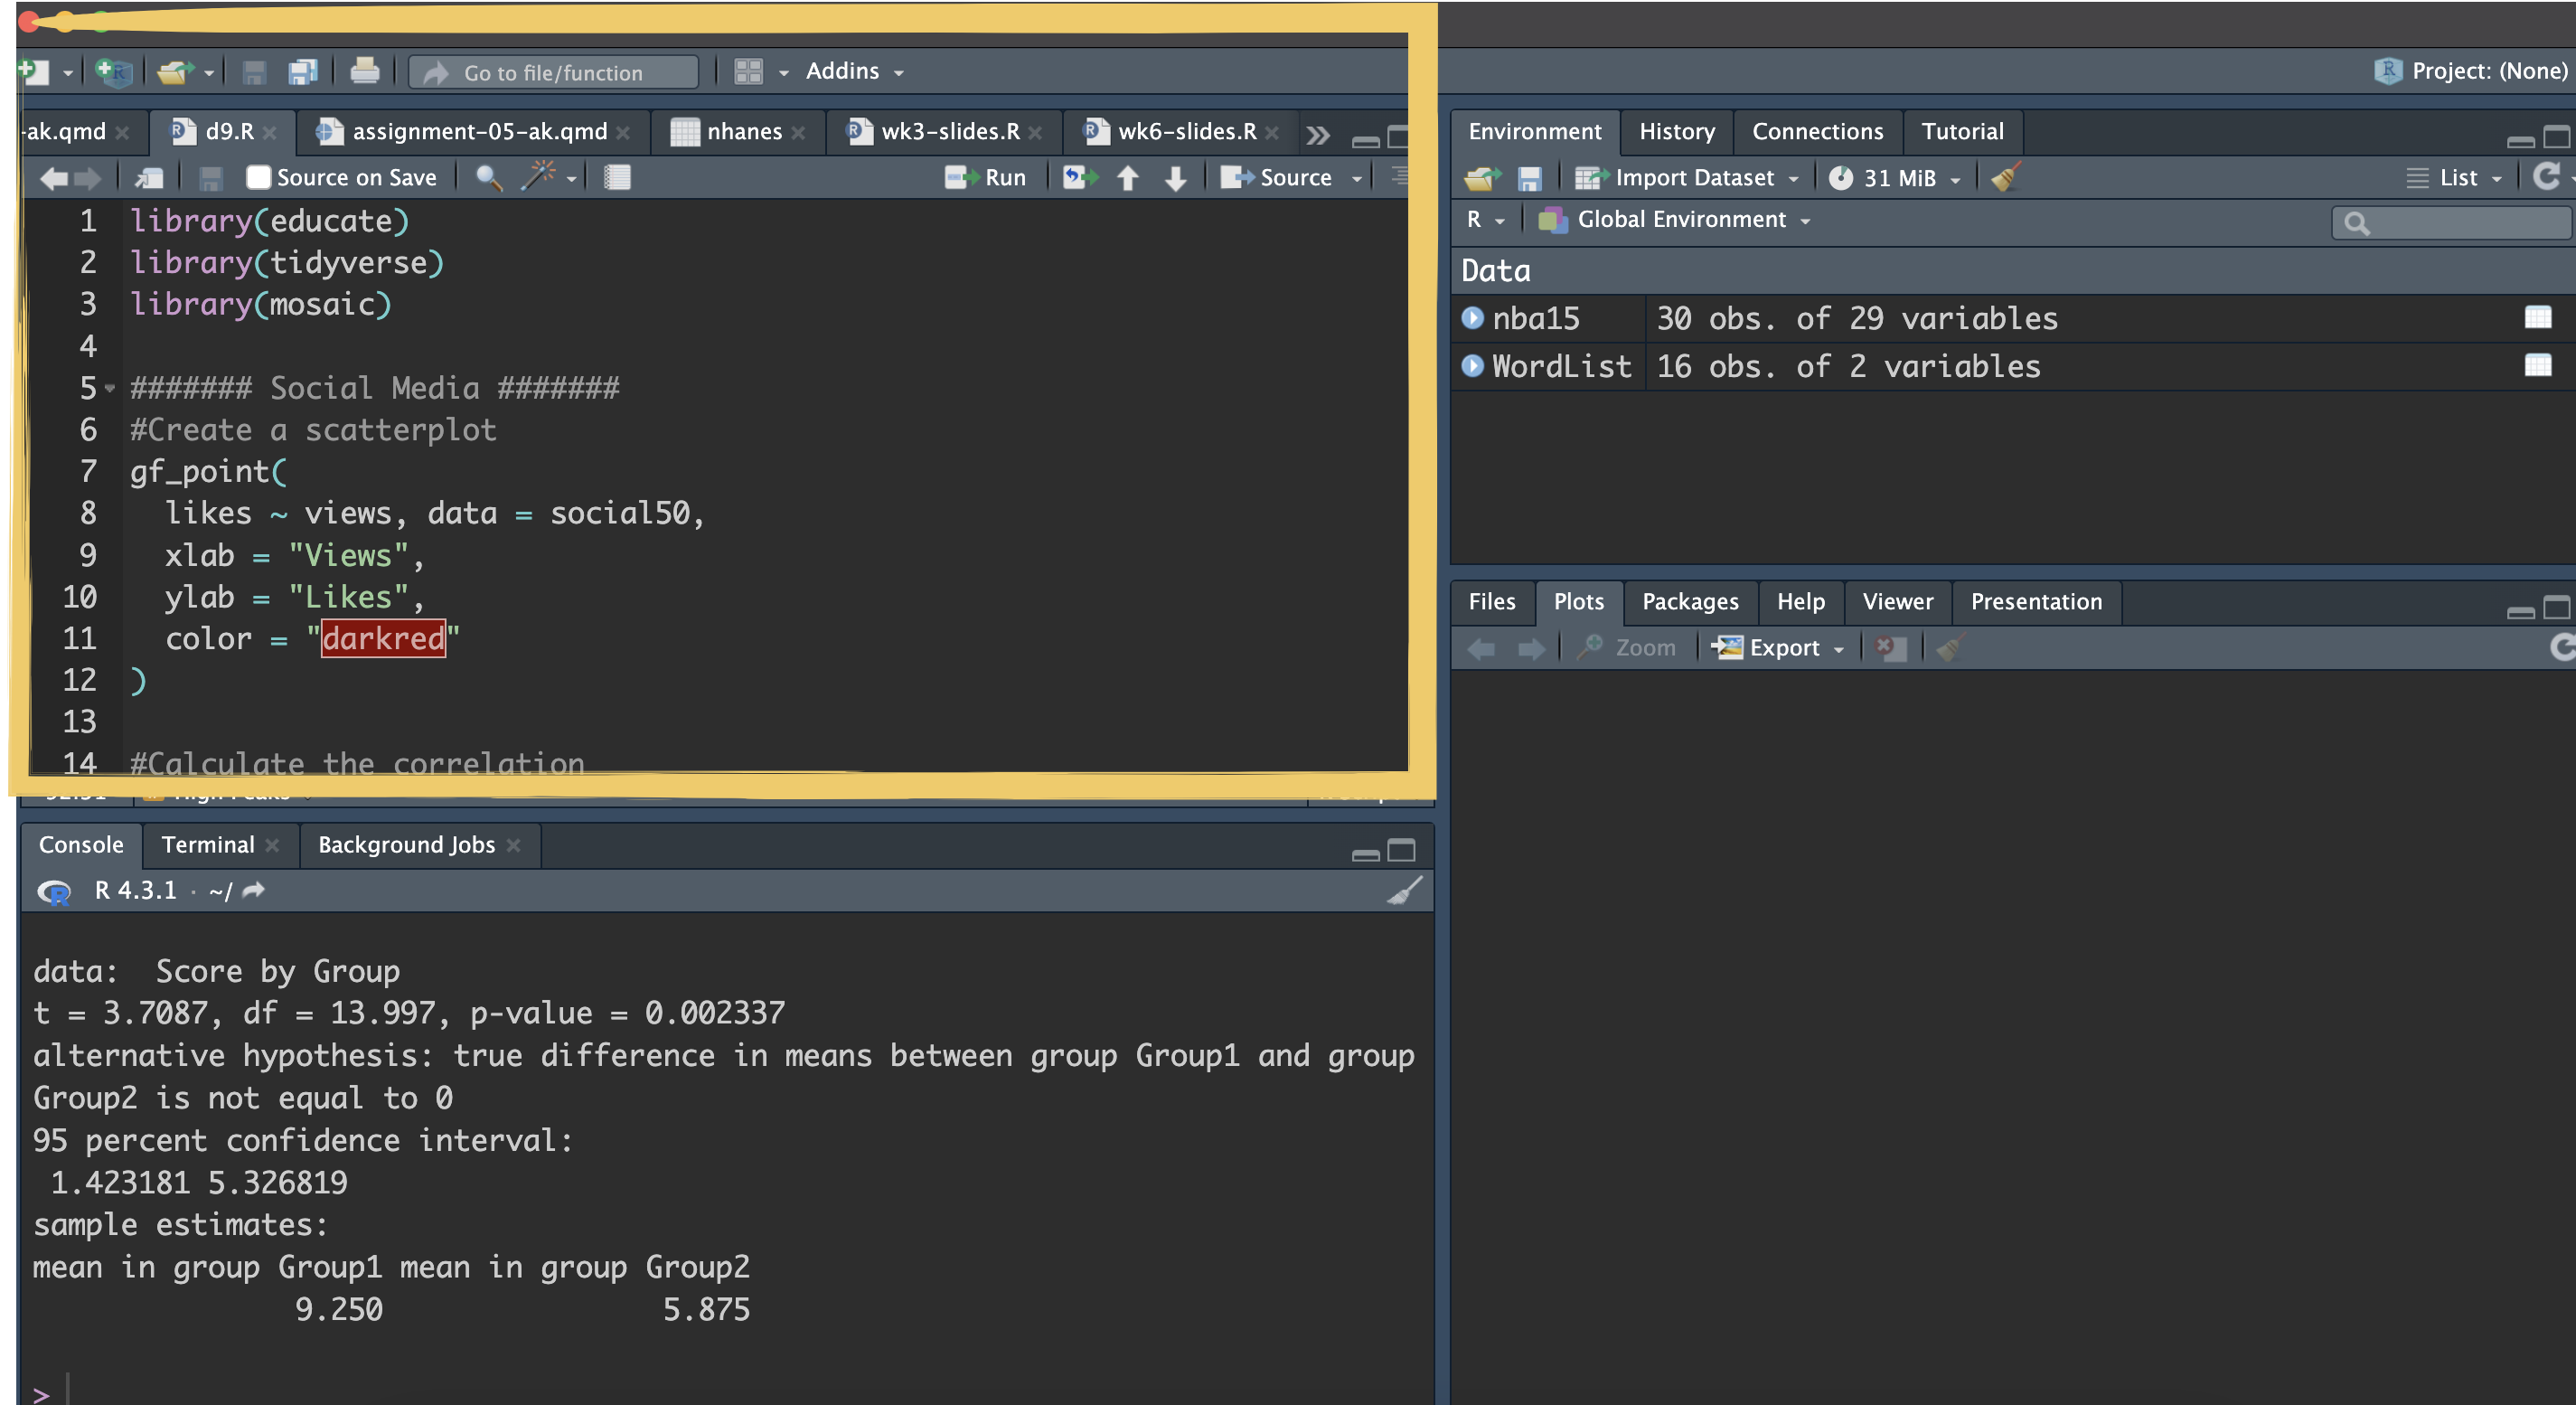 Go to file/function
Addins
Project: (None)
-ak.qmd
d9.R
assignment-05-ak.qmd
nhanes
wk3-slides.R
wk6-slides.R
Source on Save
Run
Source
1 library(educate)
2 library(tidyverse)
3 library(mosaic)
4
5 ####### Social Media #######
6 #Create a scatterplot
7 gf_point(
8 likes ~ views, data = social50,
9 xlab = "Views",
10 ylab = "Likes",
11 color = "darkred"
12 )
13
14 #Calculate the correlation
Console
Terminal
Background Jobs
R 4.3.1 · ~/
data:  Score by Group
t = 3.7087, df = 13.997, p-value = 0.002337
alternative hypothesis: true difference in means between group Group1 and group
Group2 is not equal to 0
95 percent confidence interval:
1.423181 5.326819
sample estimates:
mean in group Group1 mean in group Group2
9.250 5.875
>
Environment
History
Connections
Tutorial
Import Dataset
31 MiB
List
R
Global Environment
Data
nba15 30 obs. of 29 variables
WordList 16 obs. of 2 variables
Files
Plots
Packages
Help
Viewer
Presentation
Zoom
Export